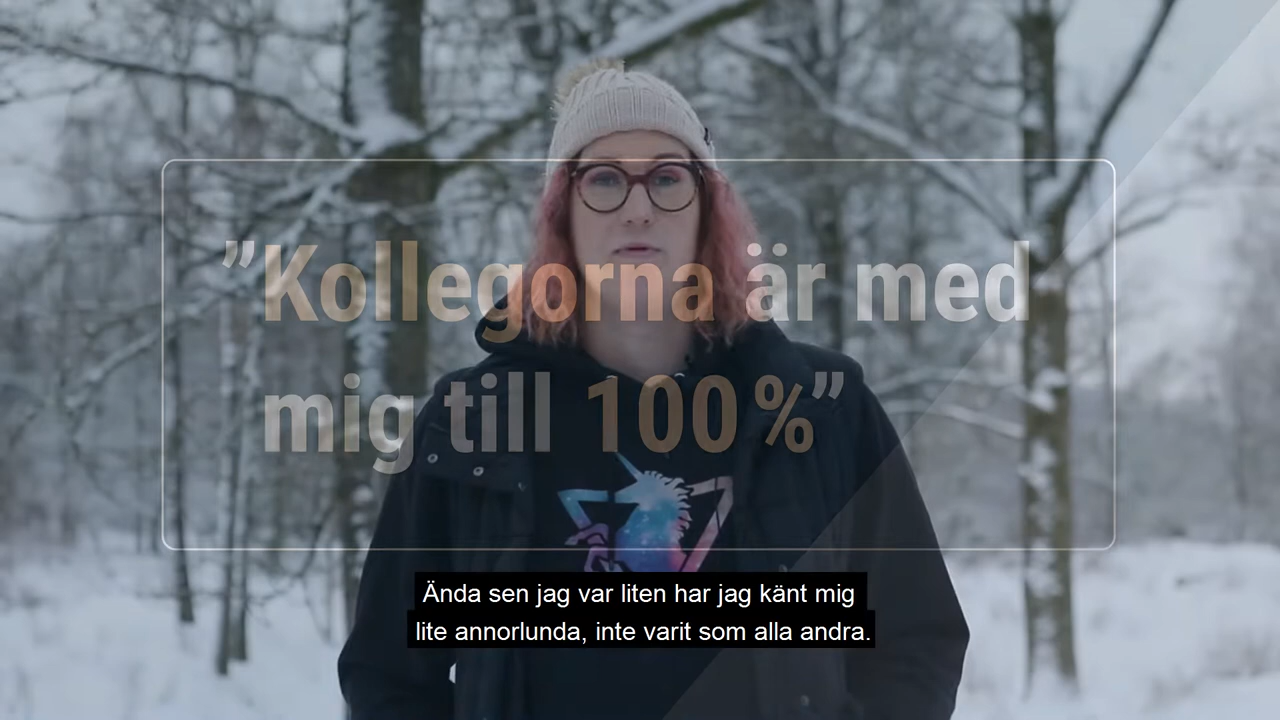 ”Kollegorna är med
mig till 100 %”
Ända sen jag var liten har jag känt mig
lite annorlunda, inte varit som alla andra.